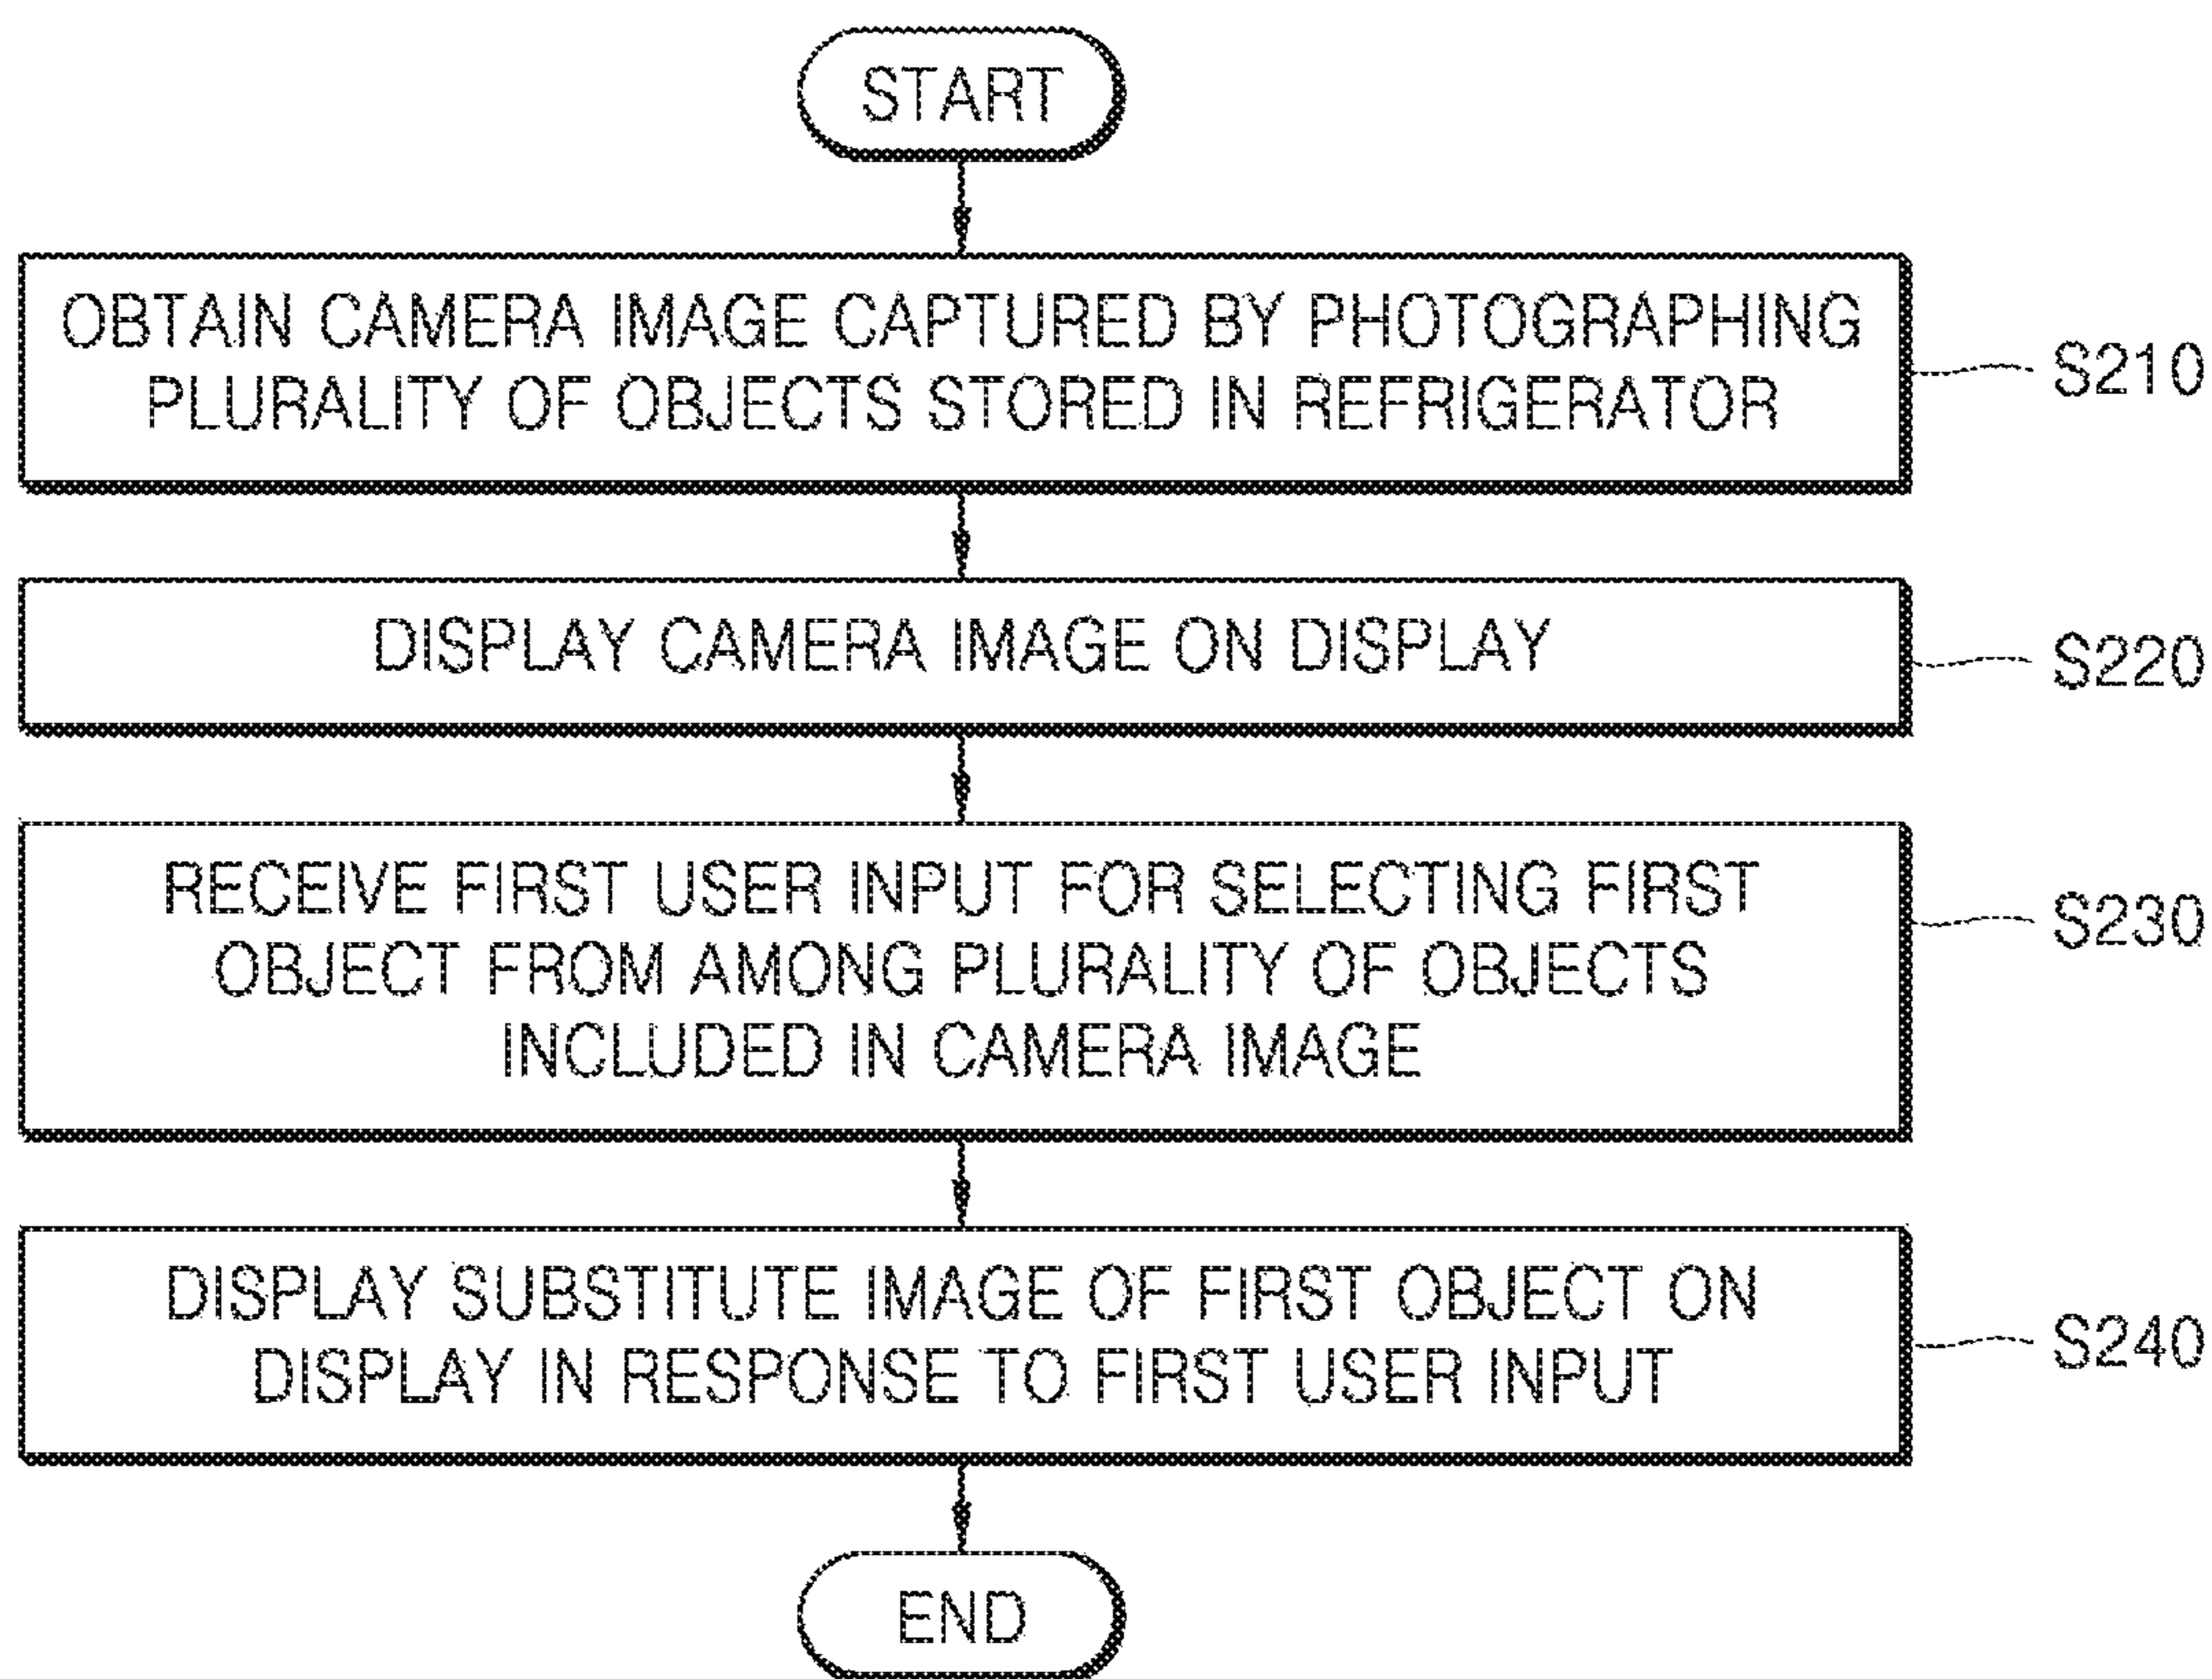 START
OBTAIN CAMERA IMAGE CAPTURED BY PHOTOGRAPHING
PLURALITY OF OBJECTS STORED IN REFRIGERATOR
S210
DISPLAY CAMERA IMAGE ON DISPLAY
S220
RECEIVE FIRST USER INPUT FOR SELECTING FIRST
OBJECT FROM AMONG PLURALITY OF OBJECTS
INCLUDED IN CAMERA IMAGE
S230
DISPLAY SUBSTITUTE IMAGE OF FIRST OBJECT ON
DISPLAY IN RESPONSE TO FIRST USER INPUT
S240
END